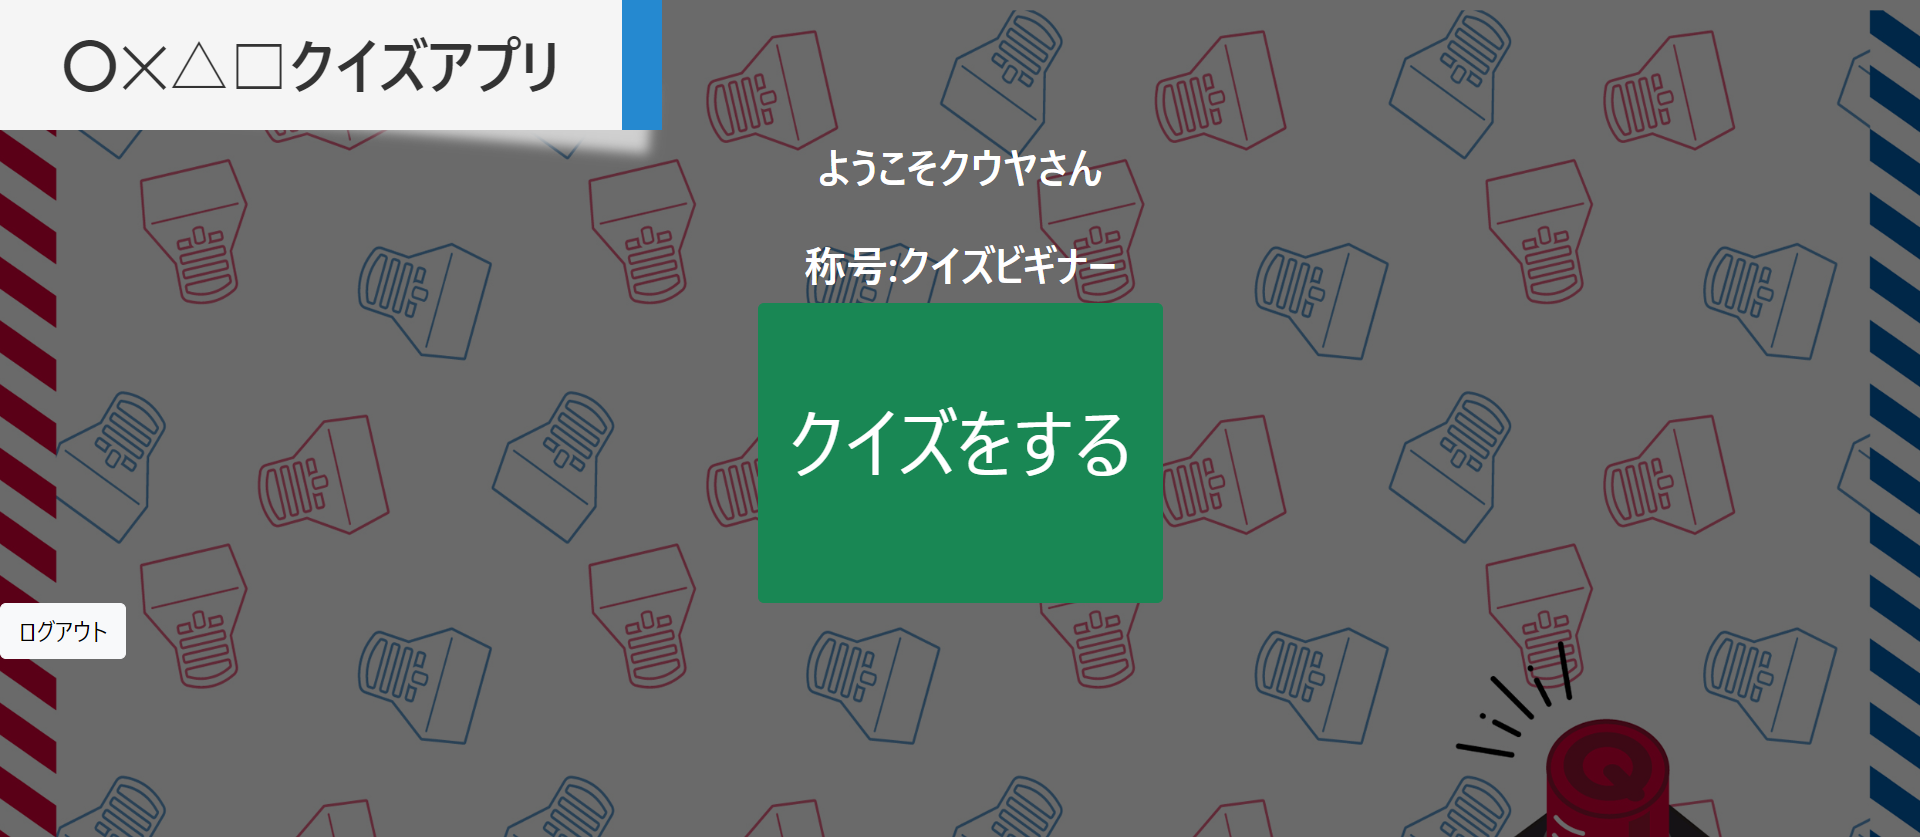 〇×△□クイズアプリ
ようこそクウヤさん
称号:クイズビギナー
クイズをする
ログアウト
Q